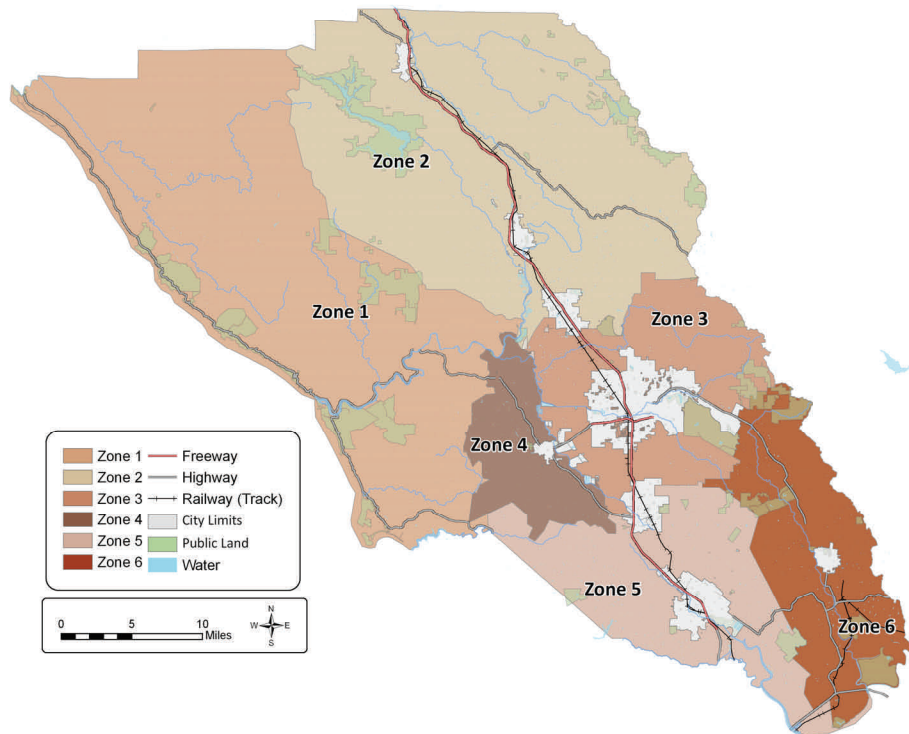 Zone 2
Zone 3
Zone 1
Zone 4
Zone 5
Zone 6
Zone 1 Freeway
Zone 2 Highway
Zone 3 Railway (Track)
Zone 4 City Limits
Zone 5 Public Land
Zone 6 Water
0 5 10
Miles
N
W E
S